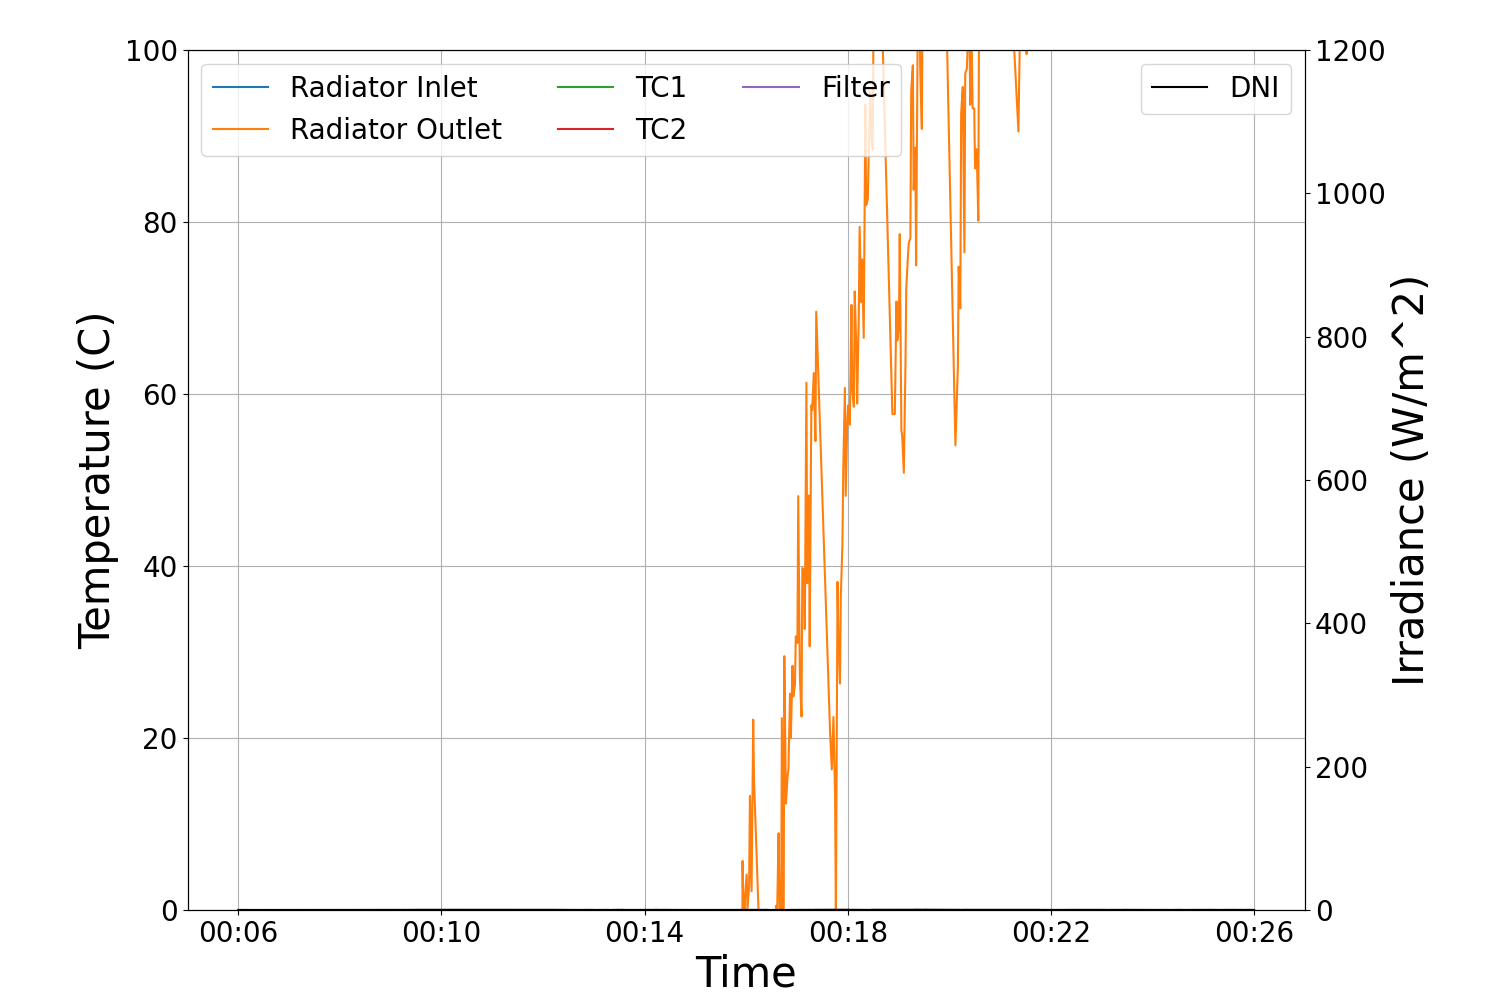 100
80
60
40
20
0
Temperature (C)
Radiator Inlet
Radiator Outlet
TC1
TC2
Filter
DNI
1200
1000
800
600
400
200
0
Irradiance (W/m^2)
00:06 00:10 00:14 00:18 00:22 00:26
Time